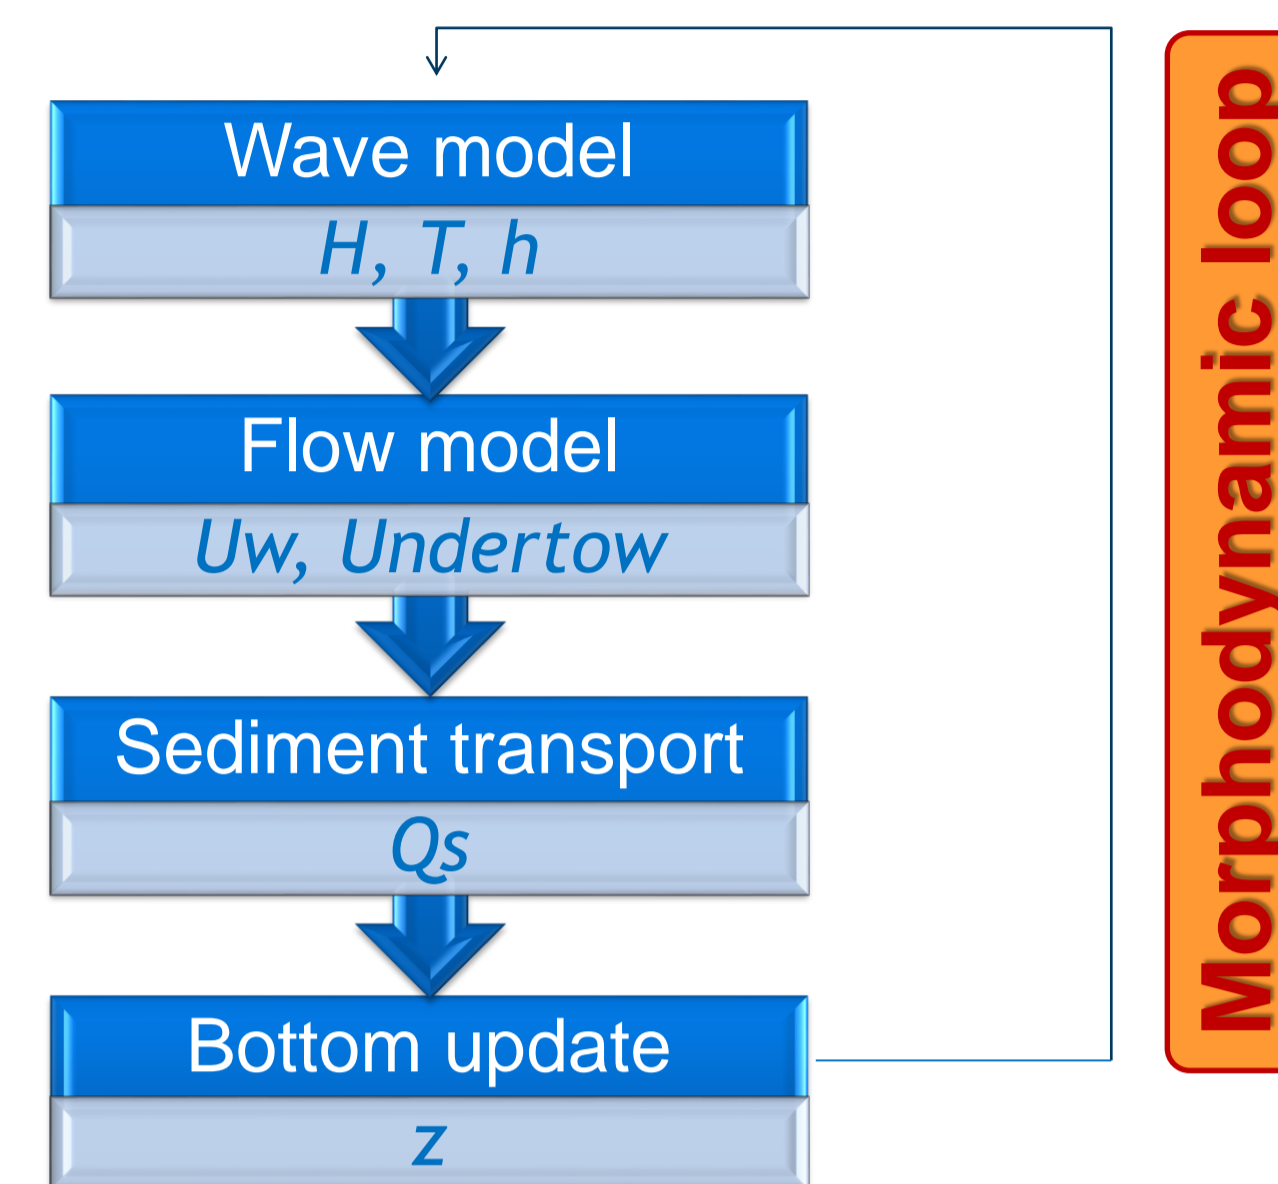 Wave model
H, T, h
Flow model
Uw, Undertow
Sediment transport
Qs
Bottom update
z
Morphodynamic loop